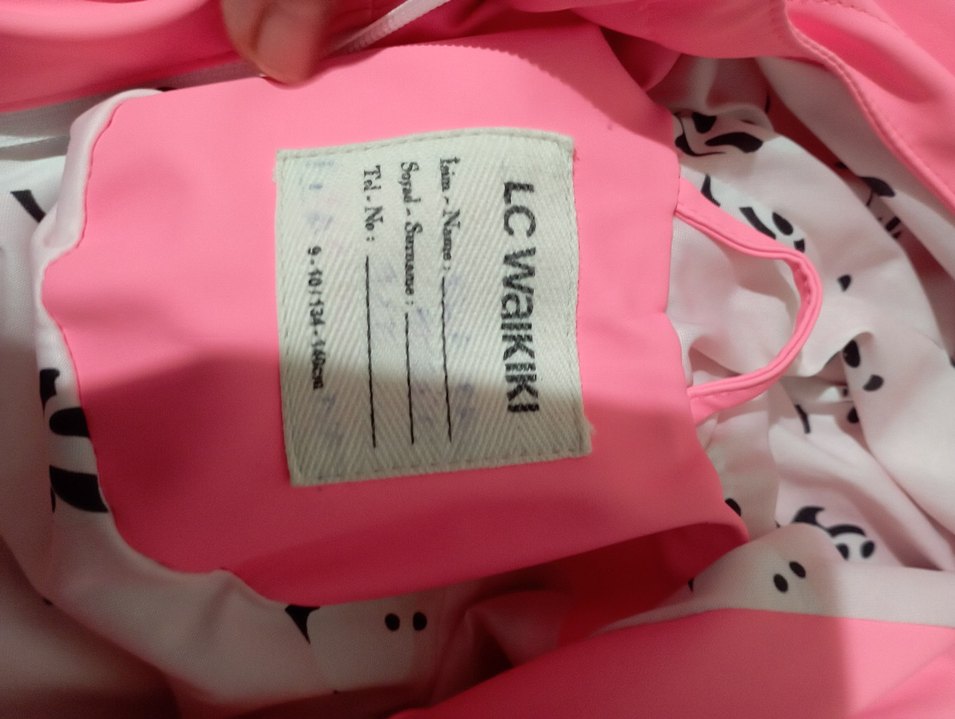 LC WAIKIKI
İsim - Name :
Soyad - Surname :
Tel - No :
9 - 10 / 134 - 140cm